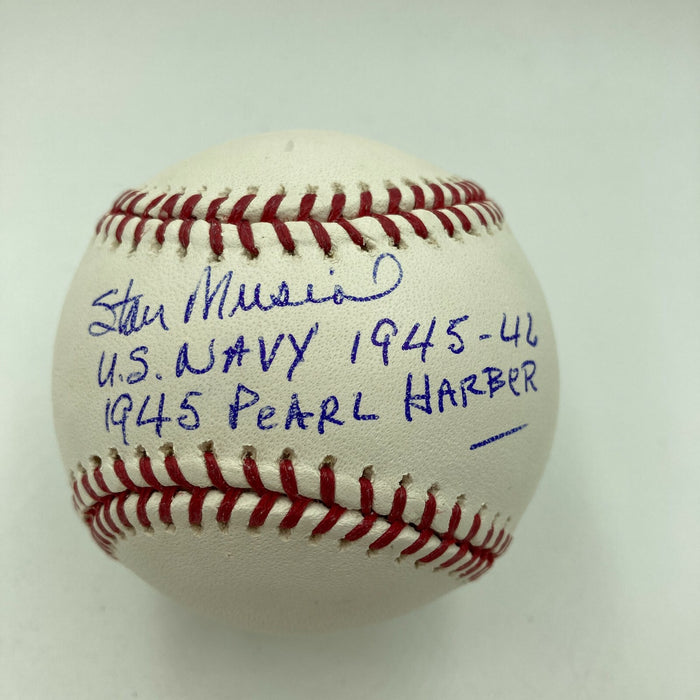 Stan Musial
U.S. NAVY 1945-46
1945 PeARL HARBeR